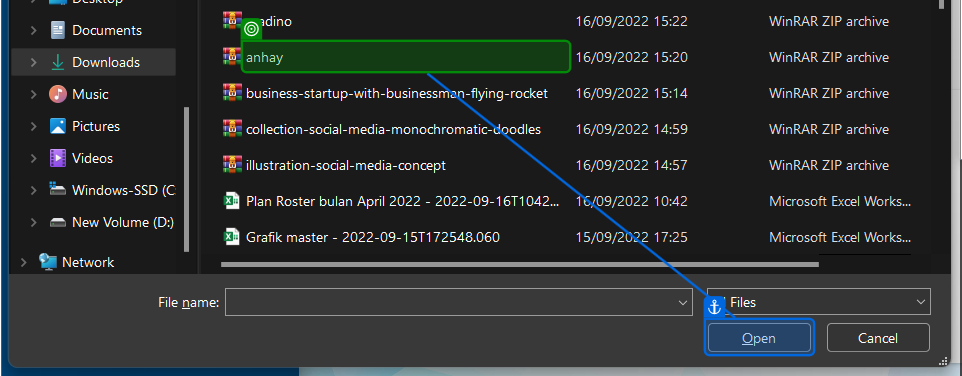 Desktop
Documents
Downloads
Music
Pictures
Videos
Windows-SSD (C:
New Volume (D:)
Network
adino 16/09/2022 15:22 WinRAR ZIP archive
anhay 16/09/2022 15:20 WinRAR ZIP archive
business-startup-with-businessman-flying-rocket 16/09/2022 15:14 WinRAR ZIP archive
collection-social-media-monochromatic-doodles 16/09/2022 14:59 WinRAR ZIP archive
illustration-social-media-concept 16/09/2022 14:57 WinRAR ZIP archive
Plan Roster bulan April 2022 - 2022-09-16T1042... 16/09/2022 10:42 Microsoft Excel Works...
Grafik master - 2022-09-15T172548.060 15/09/2022 17:25 Microsoft Excel Works...
File name: Files
Open Cancel